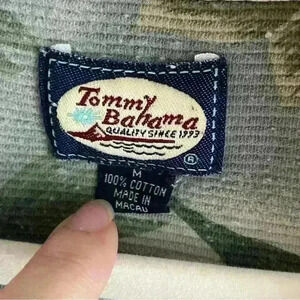 Tommy
Bahama
QUALITY SINCE 1993
®
M
100% COTTON
MADE IN
MACAU